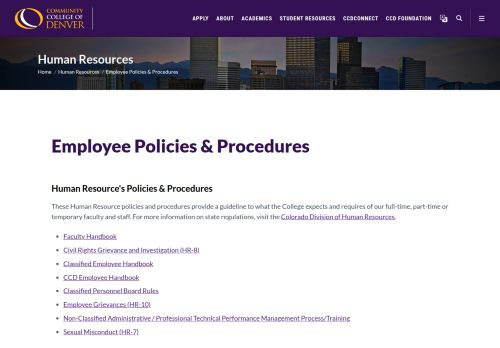 COMMUNITY
COLLEGE OF
DENVER
APPLY ABOUT ACADEMICS STUDENT RESOURCES CCDCONNECT CCD FOUNDATION
Human Resources
Home / Human Resources / Employee Policies & Procedures
Employee Policies & Procedures
Human Resource's Policies & Procedures
These Human Resource policies and procedures provide a guideline to what the College expects and requires of our full-time, part-time or
temporary faculty and staff. For more information on state regulations, visit the Colorado Division of Human Resources.
Faculty Handbook
Civil Rights Grievance and Investigation (HR-8)
Classified Employee Handbook
CCD Employee Handbook
Classified Personnel Board Rules
Employee Grievances (HR-10)
Non-Classified Administrative / Professional Technical Performance Management Process/Training
Sexual Misconduct (HR-7)